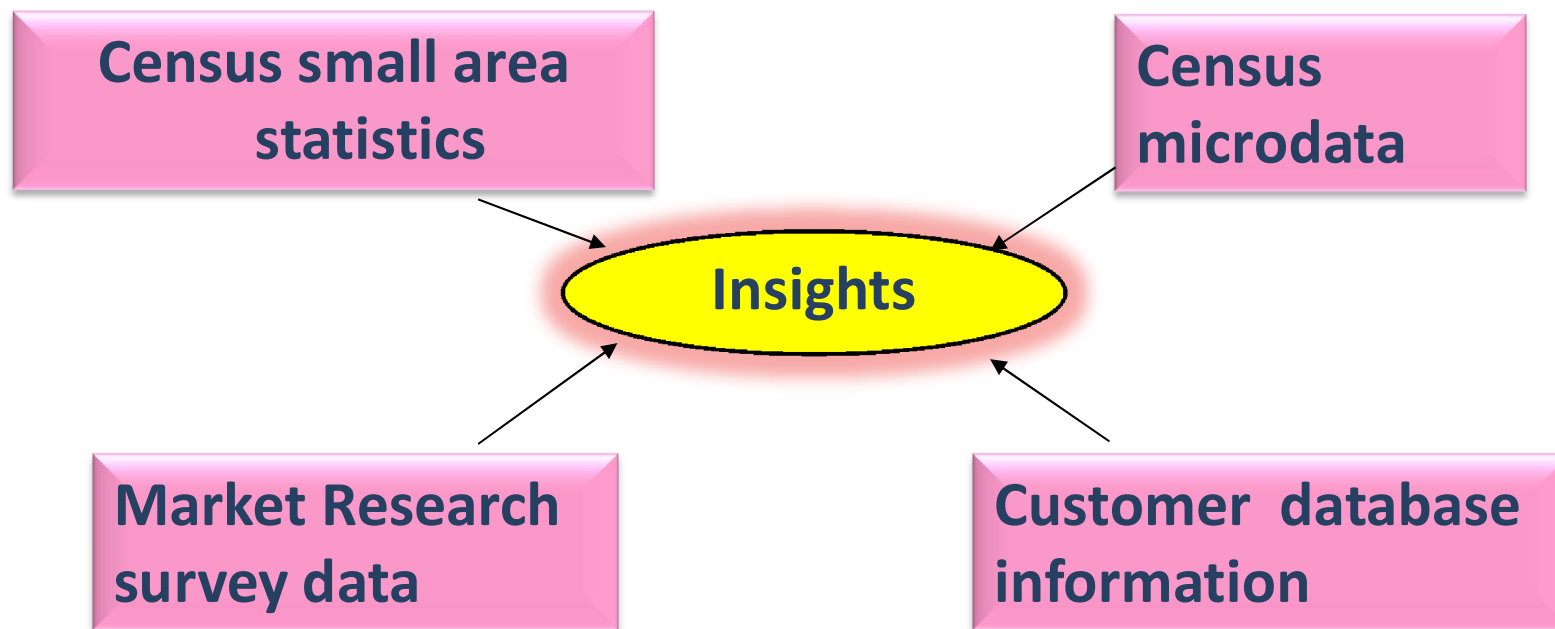 Census small area
statistics
Census
microdata
Insights
Market Research
survey data
Customer  database
information